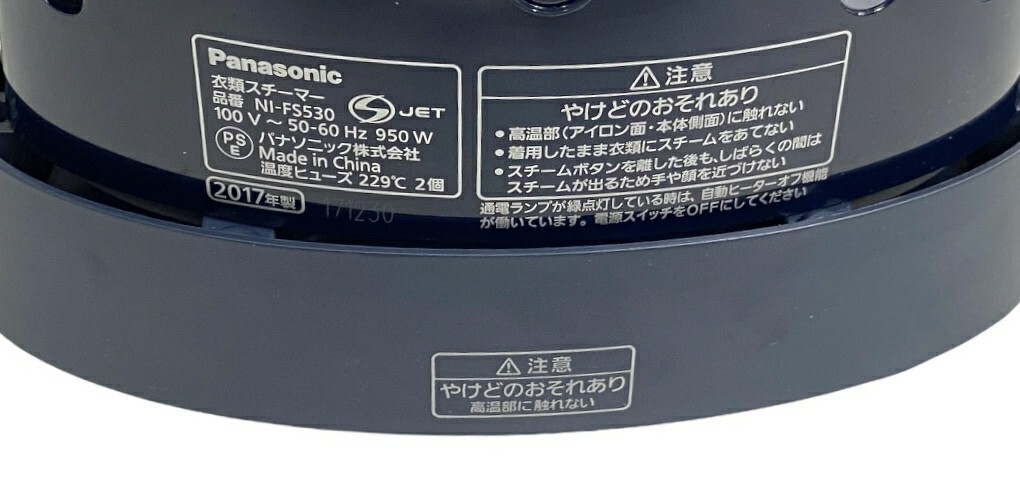 Panasonic
衣類スチーマー
品番 NI-FS530
JET
100 V ~ 50-60 Hz 950 W
PS
E
パナソニック株式会社
Made in China
温度ヒューズ 229℃ 2個
2017年製
171230
⚠注意
やけどのおそれあり
●高温部(アイロン面・本体側面)に触れない
●着用したまま衣類にスチームをあてない
●スチームボタンを離した後も、しばらくの間は
スチームが出るため手や顔を近づけない
通電ランプが緑点灯している時は、自動ヒーターオフ機能
が働いています。電源スイッチをOFFにしてください
⚠注意
やけどのおそれあり
高温部に触れない